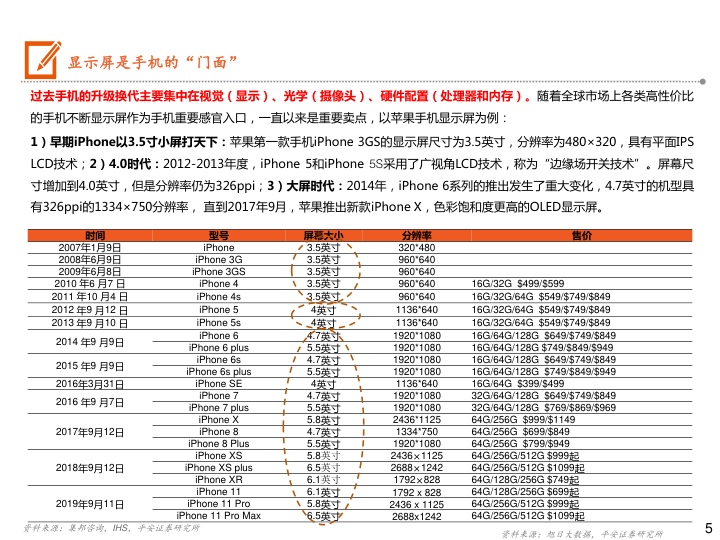 显示屏是手机的“门面”
过去手机的升级换代主要集中在视觉（显示）、光学（摄像头）、硬件配置（处理器和内存）。随着全球市场上各类高性价比
的手机不断显示屏作为手机重要感官入口，一直以来是重要卖点，以苹果手机显示屏为例：
1）早期iPhone以3.5寸小屏打天下：苹果第一款手机iPhone 3GS的显示屏尺寸为3.5英寸，分辨率为480×320，具有平面IPS
LCD技术；2）4.0时代：2012-2013年度，iPhone 5和iPhone 5S采用了广视角LCD技术，称为“边缘场开关技术”。屏幕尺
寸增加到4.0英寸，但是分辨率仍为326ppi；3）大屏时代：2014年，iPhone 6系列的推出发生了重大变化，4.7英寸的机型具
有326ppi的1334×750分辨率， 直到2017年9月，苹果推出新款iPhone X，色彩饱和度更高的OLED显示屏。
时间 型号 屏幕大小 分辨率 售价
2007年1月9日 iPhone 3.5英寸 320*480
2008年6月9日 iPhone 3G 3.5英寸 960*640
2009年6月8日 iPhone 3GS 3.5英寸 960*640
2010 年6 月7 日 iPhone 4 3.5英寸 960*640 16G/32G $499/$599
2011 年10 月4 日 iPhone 4s 3.5英寸 960*640 16G/32G/64G $549/$749/$849
2012 年9 月12 日 iPhone 5 4英寸 1136*640 16G/32G/64G $549/$749/$849
2013 年9 月10 日 iPhone 5s 4英寸 1136*640 16G/32G/64G $549/$749/$849
2014 年9 月9日 iPhone 6 4.7英寸 1920*1080 16G/64G/128G $649/$749/$849
iPhone 6 plus 5.5英寸 1920*1080 16G/64G/128G $749/$849/$949
2015 年9 月9日 iPhone 6s 4.7英寸 1920*1080 16G/64G/128G $649/$749/$849
iPhone 6s plus 5.5英寸 1920*1080 16G/64G/128G $749/$849/$949
2016年3月31日 iPhone SE 4英寸 1136*640 16G/64G $399/$499
2016 年9 月7日 iPhone 7 4.7英寸 1920*1080 32G/64G/128G $649/$749/$849
iPhone 7 plus 5.5英寸 1920*1080 32G/64G/128G $769/$869/$969
2017年9月12日 iPhone X 5.8英寸 2436*1125 64G/256G $999/$1149
iPhone 8 4.7英寸 1334*750 64G/256G $699/$849
iPhone 8 Plus 5.5英寸 1920*1080 64G/256G $799/$949
2018年9月12日 iPhone XS 5.8英寸 2436×1125 64G/256G/512G $999起
iPhone XS plus 6.5英寸 2688×1242 64G/256G/512G $1099起
iPhone XR 6.1英寸 1792×828 64G/128G/256G $749起
2019年9月11日 iPhone 11 6.1英寸 1792 x 828 64G/128G/256G $699起
iPhone 11 Pro 5.8英寸 2436 x 1125 64G/256G/512G $999起
iPhone 11 Pro Max 6.5英寸 2688x1242 64G/256G/512G $1099起
资料来源：集邦咨询，IHS，平安证券研究所
资料来源：旭日大数据，平安证券研究所
5